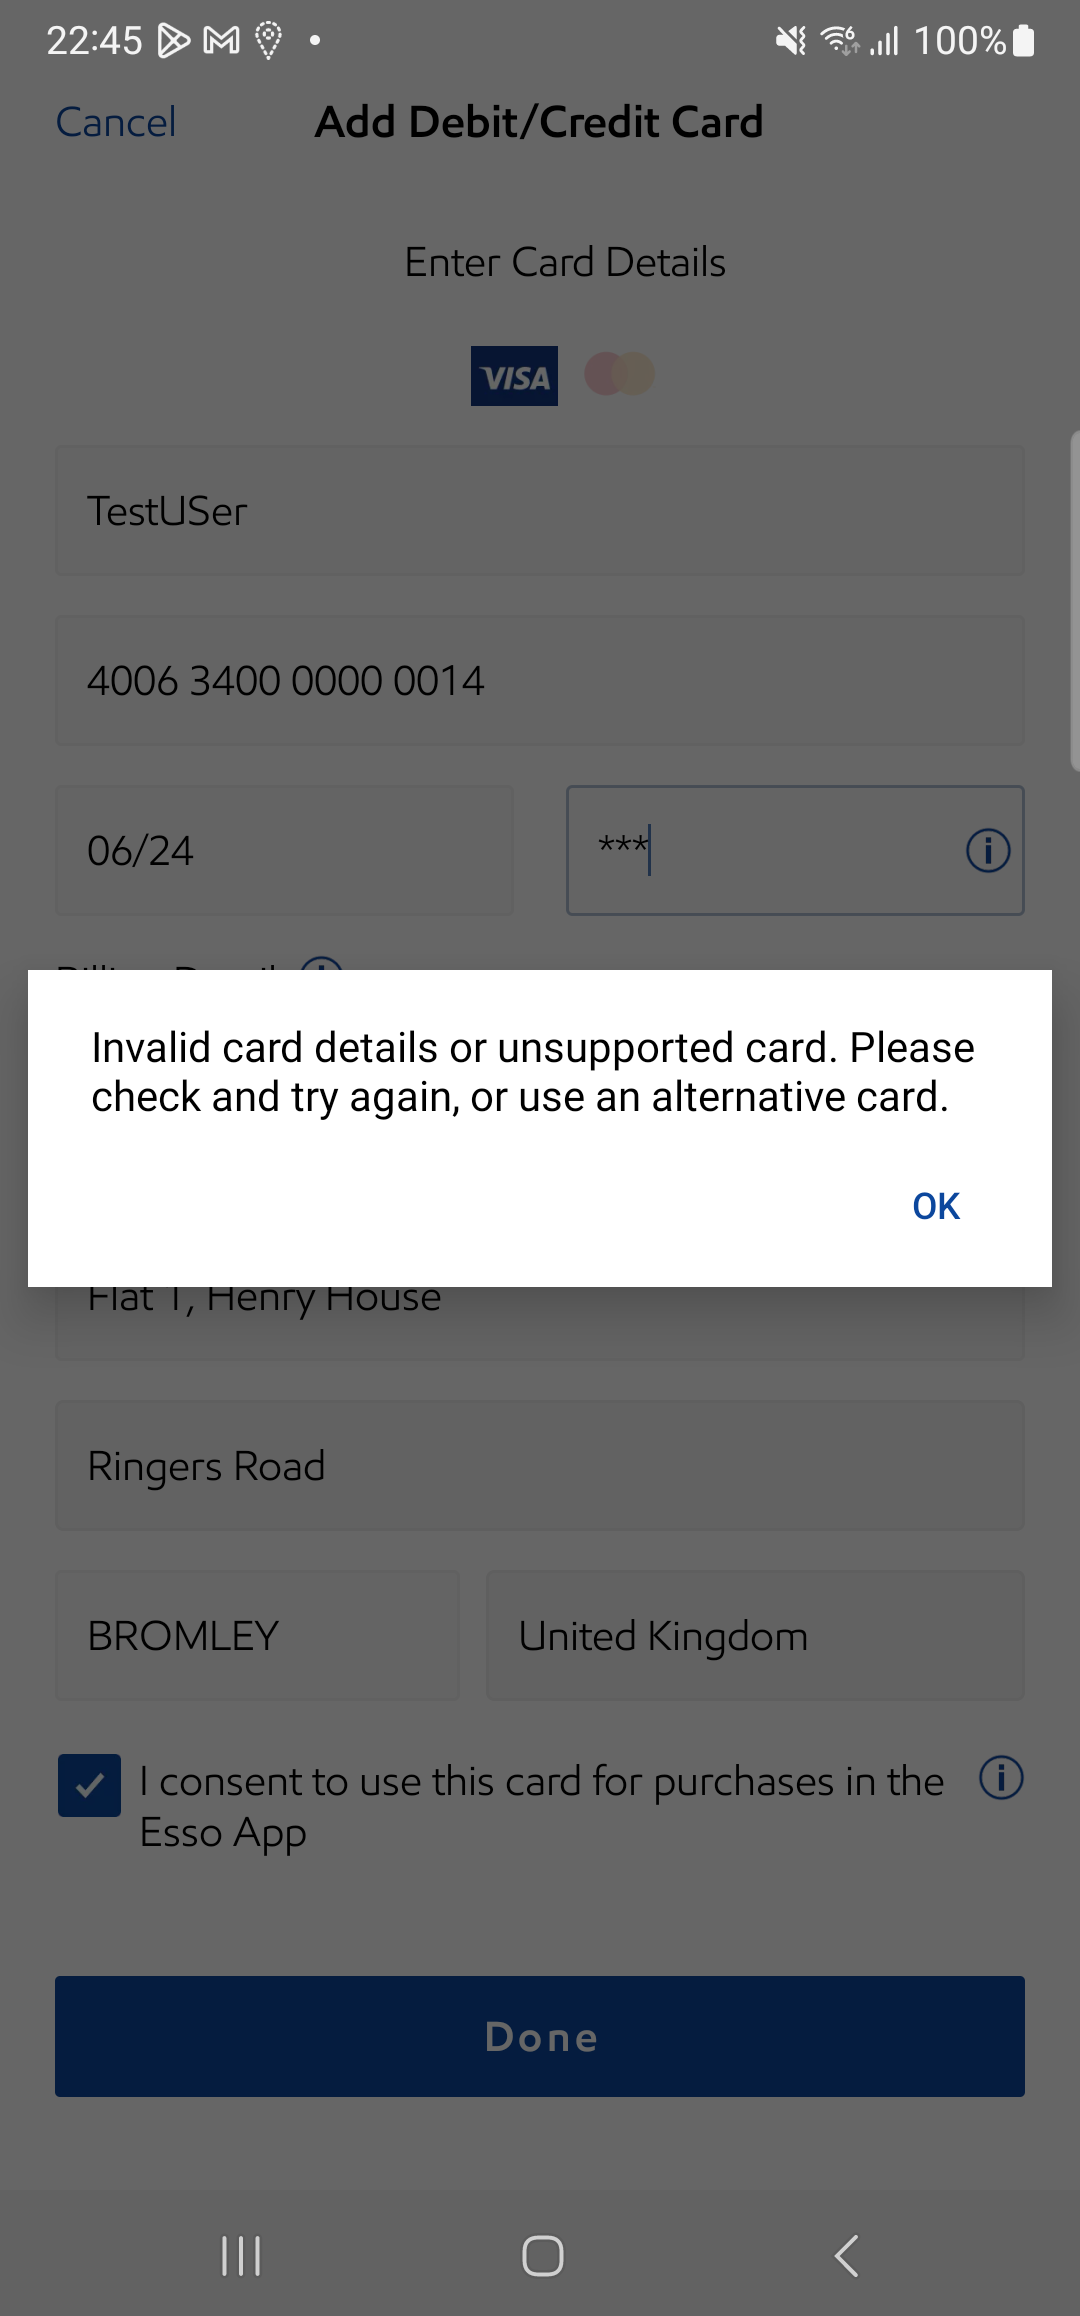 22:45
6
100%
Cancel
Add Debit/Credit Card
Enter Card Details
VISA
TestUSer
4006 3400 0000 0014
06/24
***
Invalid card details or unsupported card. Please
check and try again, or use an alternative card.
OK
Flat 1, Henry House
Ringers Road
BROMLEY
United Kingdom
I consent to use this card for purchases in the
Esso App
Done